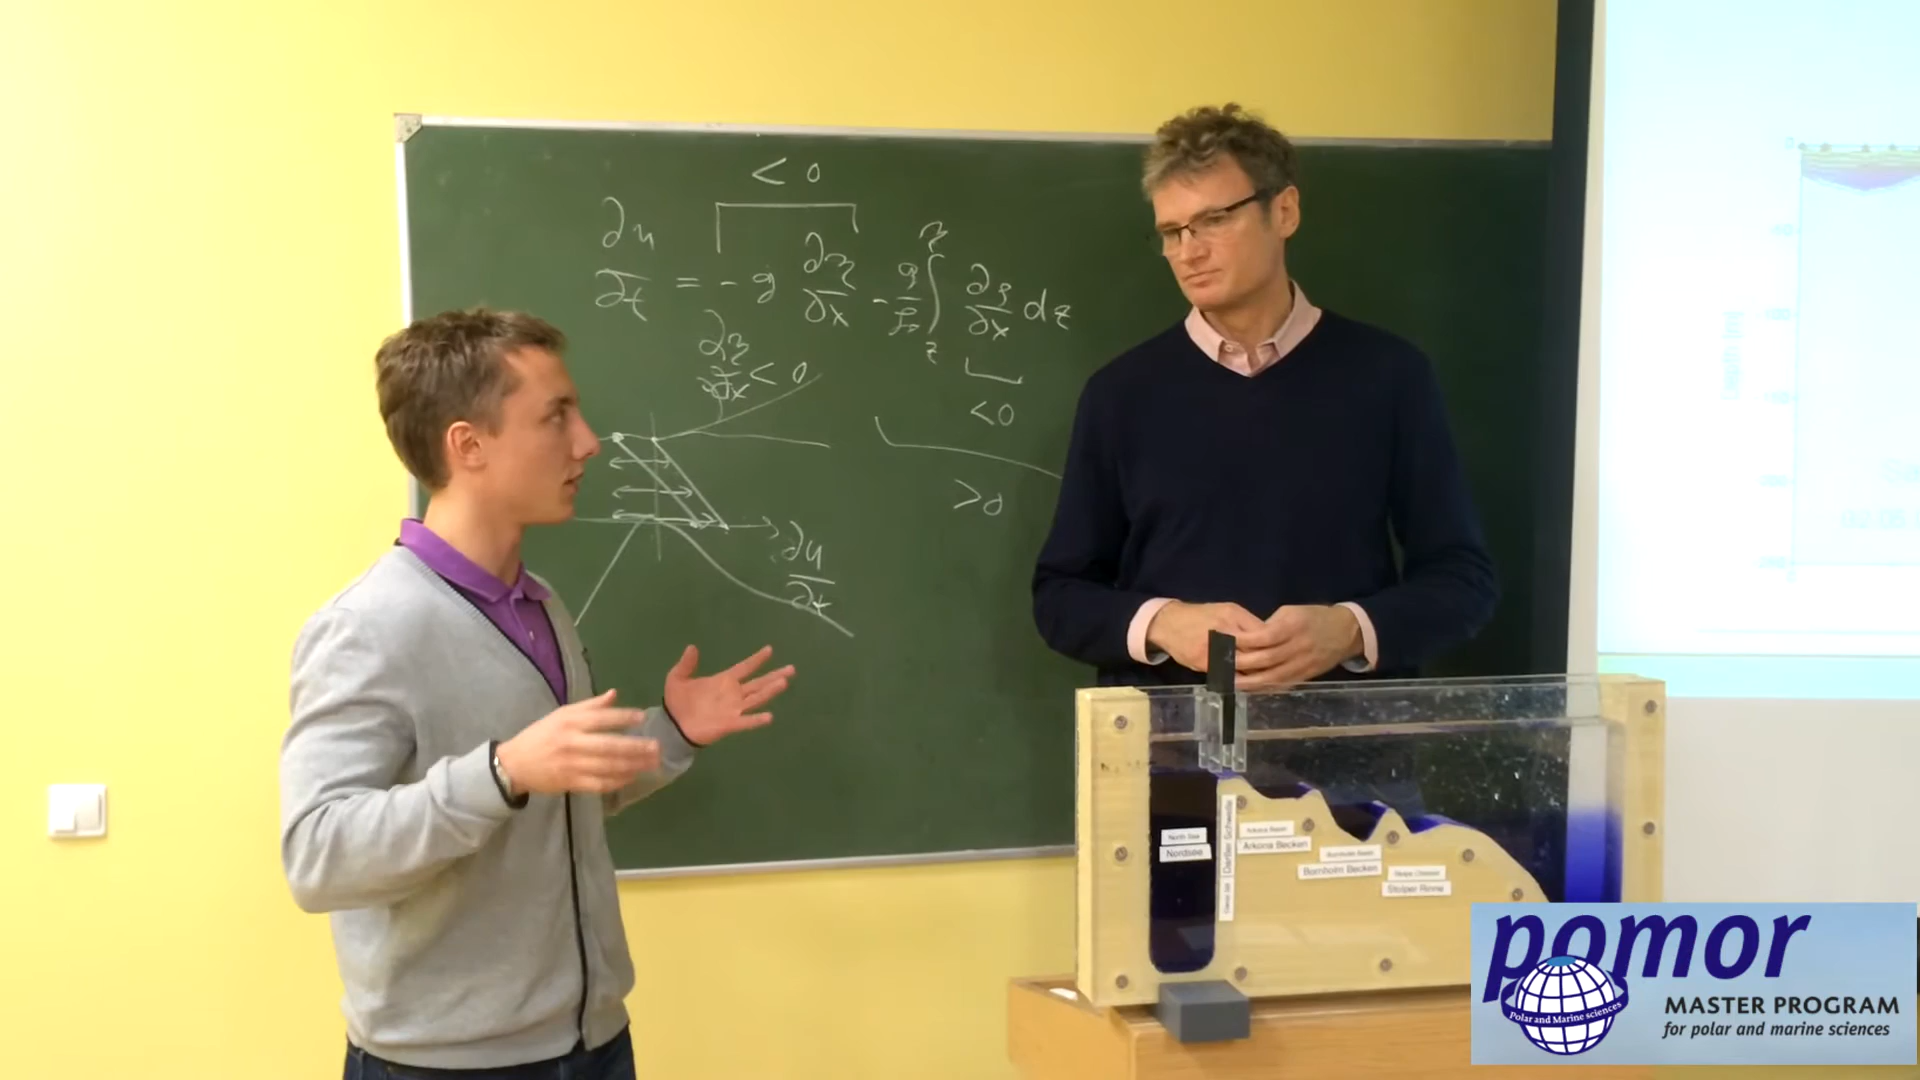 < 0
∂u/∂t = - g ∂η/∂x - g/ρ₀ ∫ ∂ρ/∂x dz
η
z
∂η/∂x < 0
< 0
> 0
∂u/∂t
North Sea
Nordsee
Darßer Schwelle
Arkona Becken
Bornholm Becken
Stolper Rinne
pomor
Polar and Marine sciences
MASTER PROGRAM
for polar and marine sciences